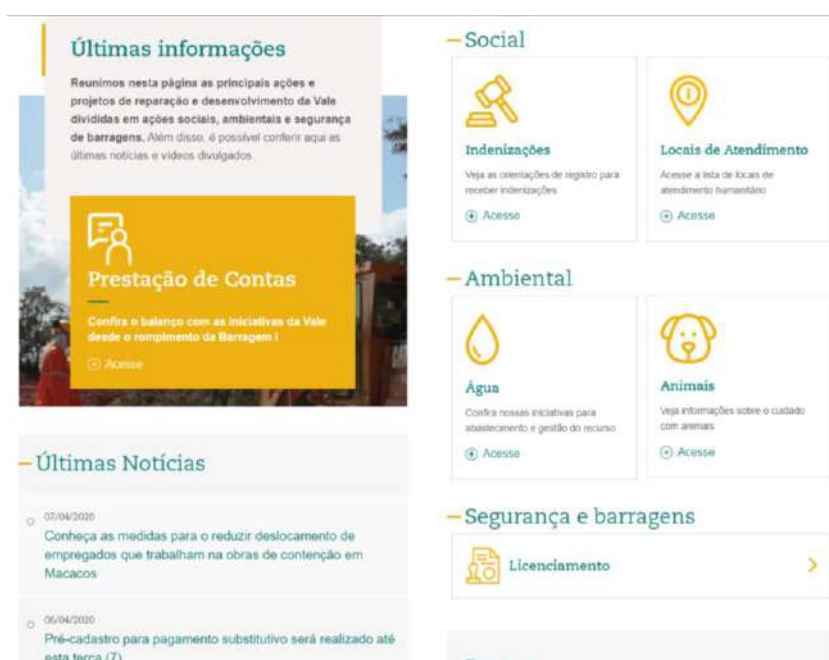 Últimas informações
Reunimos nesta página as principais ações e
projetos de reparação e desenvolvimento da Vale
divididas em ações sociais, ambientais e segurança
de barragens. Além disso, é possível conferir aqui as
últimas notícias e vídeos divulgados.
Prestação de Contas
Confira o balanço com as iniciativas da Vale
desde o rompimento da Barragem I
Acesse
Últimas Notícias
07/04/2020
Conheça as medidas para o reduzir deslocamento de
empregados que trabalham na obras de contenção em
Macacos
06/04/2020
Pré-cadastro para pagamento substitutivo será realizado até
esta terça (7)
Social
Indenizações
Veja as orientações de registro para
receber indenizações
Acesse
Locais de Atendimento
Acesse a lista de locais de
atendimento humanitário
Acesse
Ambiental
Água
Confira nossas iniciativas para
abastecimento e gestão do recurso
Acesse
Animais
Veja informações sobre o cuidado
com animais
Acesse
Segurança e barragens
Licenciamento